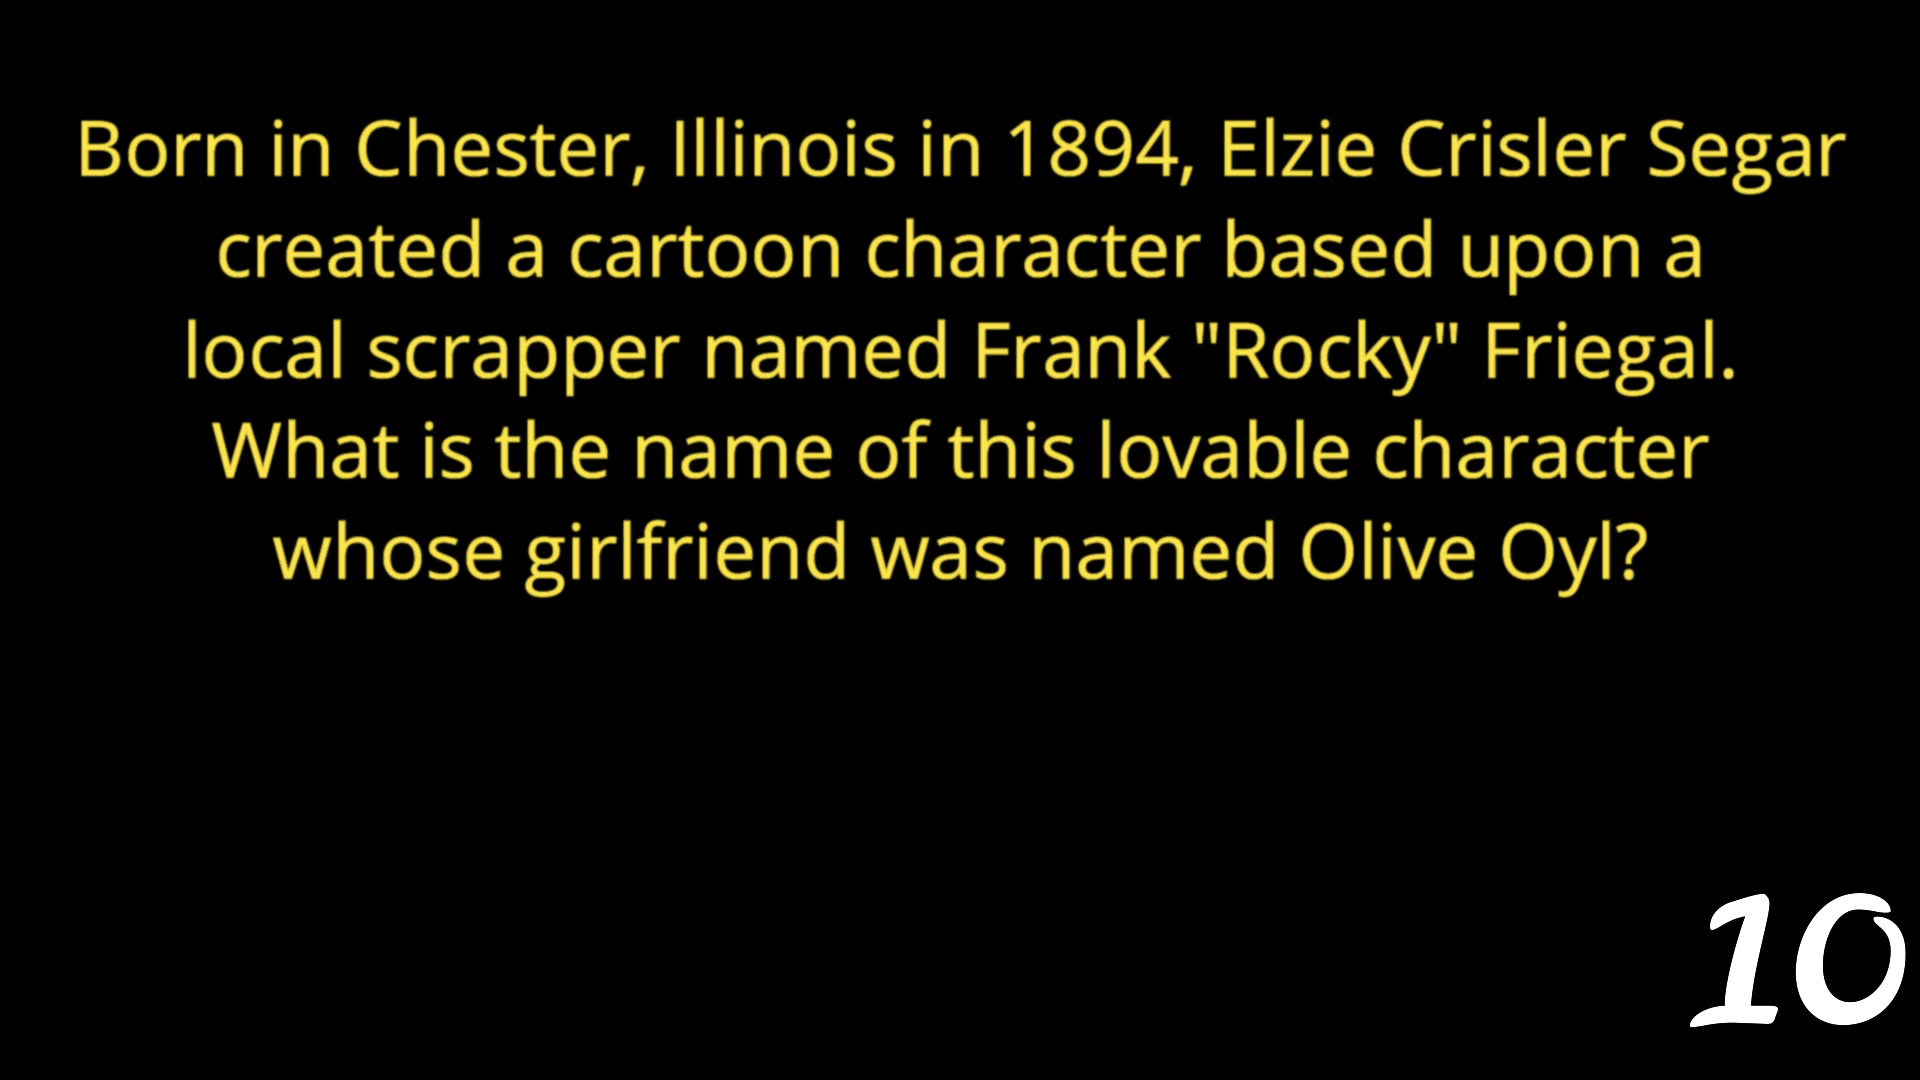 Born in Chester, Illinois in 1894, Elzie Crisler Segar
created a cartoon character based upon a
local scrapper named Frank "Rocky" Friegal.
What is the name of this lovable character
whose girlfriend was named Olive Oyl?
10